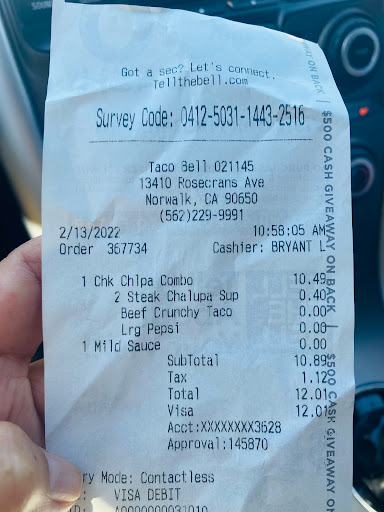 Got a sec? Let's connect.
Tellthebell.com
Survey Code: 0412-5031-1443-2516
Taco Bell 021145
13410 Rosecrans Ave
Norwalk, CA 90650
(562)229-9991
2/13/2022 10:58:05 AM
Order 367734 Cashier: BRYANT L
1 Chk Chlpa Combo 10.49
2 Steak Chalupa Sup 0.40
Beef Crunchy Taco 0.00
Lrg Pepsi 0.00
1 Mild Sauce 0.00
SubTotal 10.89
Tax 1.12
Total 12.01
Visa 12.01
Acct:XXXXXXXX3628
Approval:145870
ry Mode: Contactless
VISA DEBIT
WAY ON BACK | $500 CASH GIVEAWAY ON BACK | $500 CASH GIVEAWAY ON